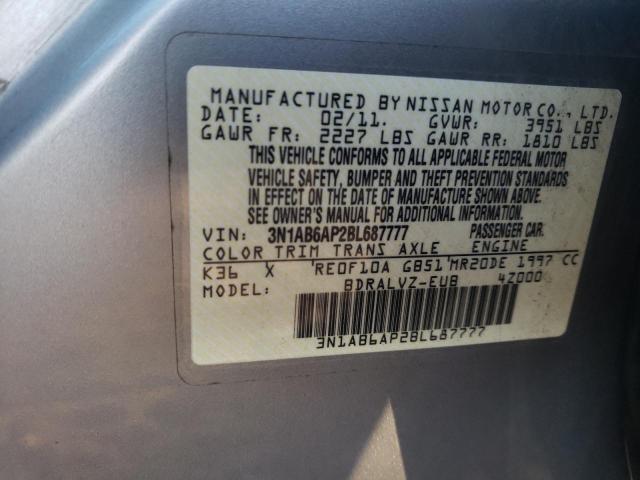 MANUFACTURED BY NISSAN MOTOR CO., LTD.
DATE: 02/11. GVWR: 3951 LBS
GAWR FR: 2227 LBS GAWR RR: 1810 LBS
THIS VEHICLE CONFORMS TO ALL APPLICABLE FEDERAL MOTOR
VEHICLE SAFETY, BUMPER AND THEFT PREVENTION STANDARDS
IN EFFECT ON THE DATE OF MANUFACTURE SHOWN ABOVE.
SEE OWNER'S MANUAL FOR ADDITIONAL INFORMATION.
VIN: 3N1AB6AP2BL687777 PASSENGER CAR.
COLOR TRIM TRANS AXLE ENGINE
K36 X RE0F10A GB51 MR20DE 1997 CC
MODEL: BDRALVZ-EUB 4Z000
3N1AB6AP2BL687777